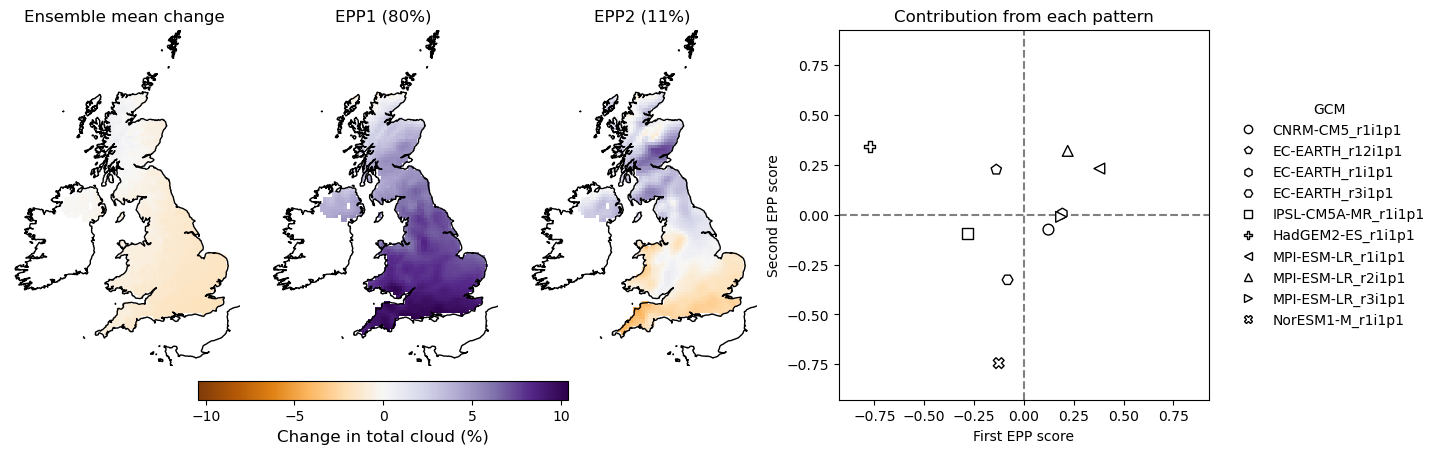 Ensemble mean change
EPP1 (80%)
EPP2 (11%)
Contribution from each pattern
−10 −5 0 5 10
Change in total cloud (%)
Second EPP score
0.75
0.50
0.25
0.00
−0.25
−0.50
−0.75
−0.75 −0.50 −0.25 0.00 0.25 0.50 0.75
First EPP score
GCM
CNRM-CM5_r1i1p1
EC-EARTH_r12i1p1
EC-EARTH_r1i1p1
EC-EARTH_r3i1p1
IPSL-CM5A-MR_r1i1p1
HadGEM2-ES_r1i1p1
MPI-ESM-LR_r1i1p1
MPI-ESM-LR_r2i1p1
MPI-ESM-LR_r3i1p1
NorESM1-M_r1i1p1